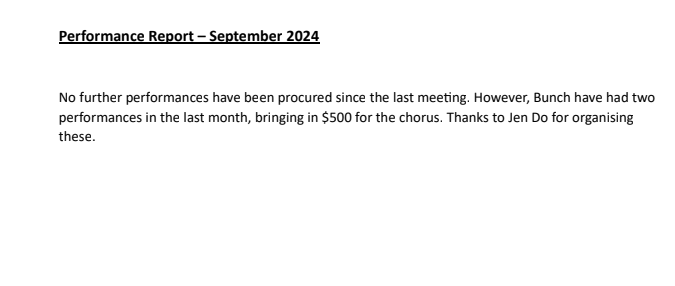 Performance Report – September 2024
No further performances have been procured since the last meeting. However, Bunch have had two
performances in the last month, bringing in $500 for the chorus. Thanks to Jen Do for organising
these.